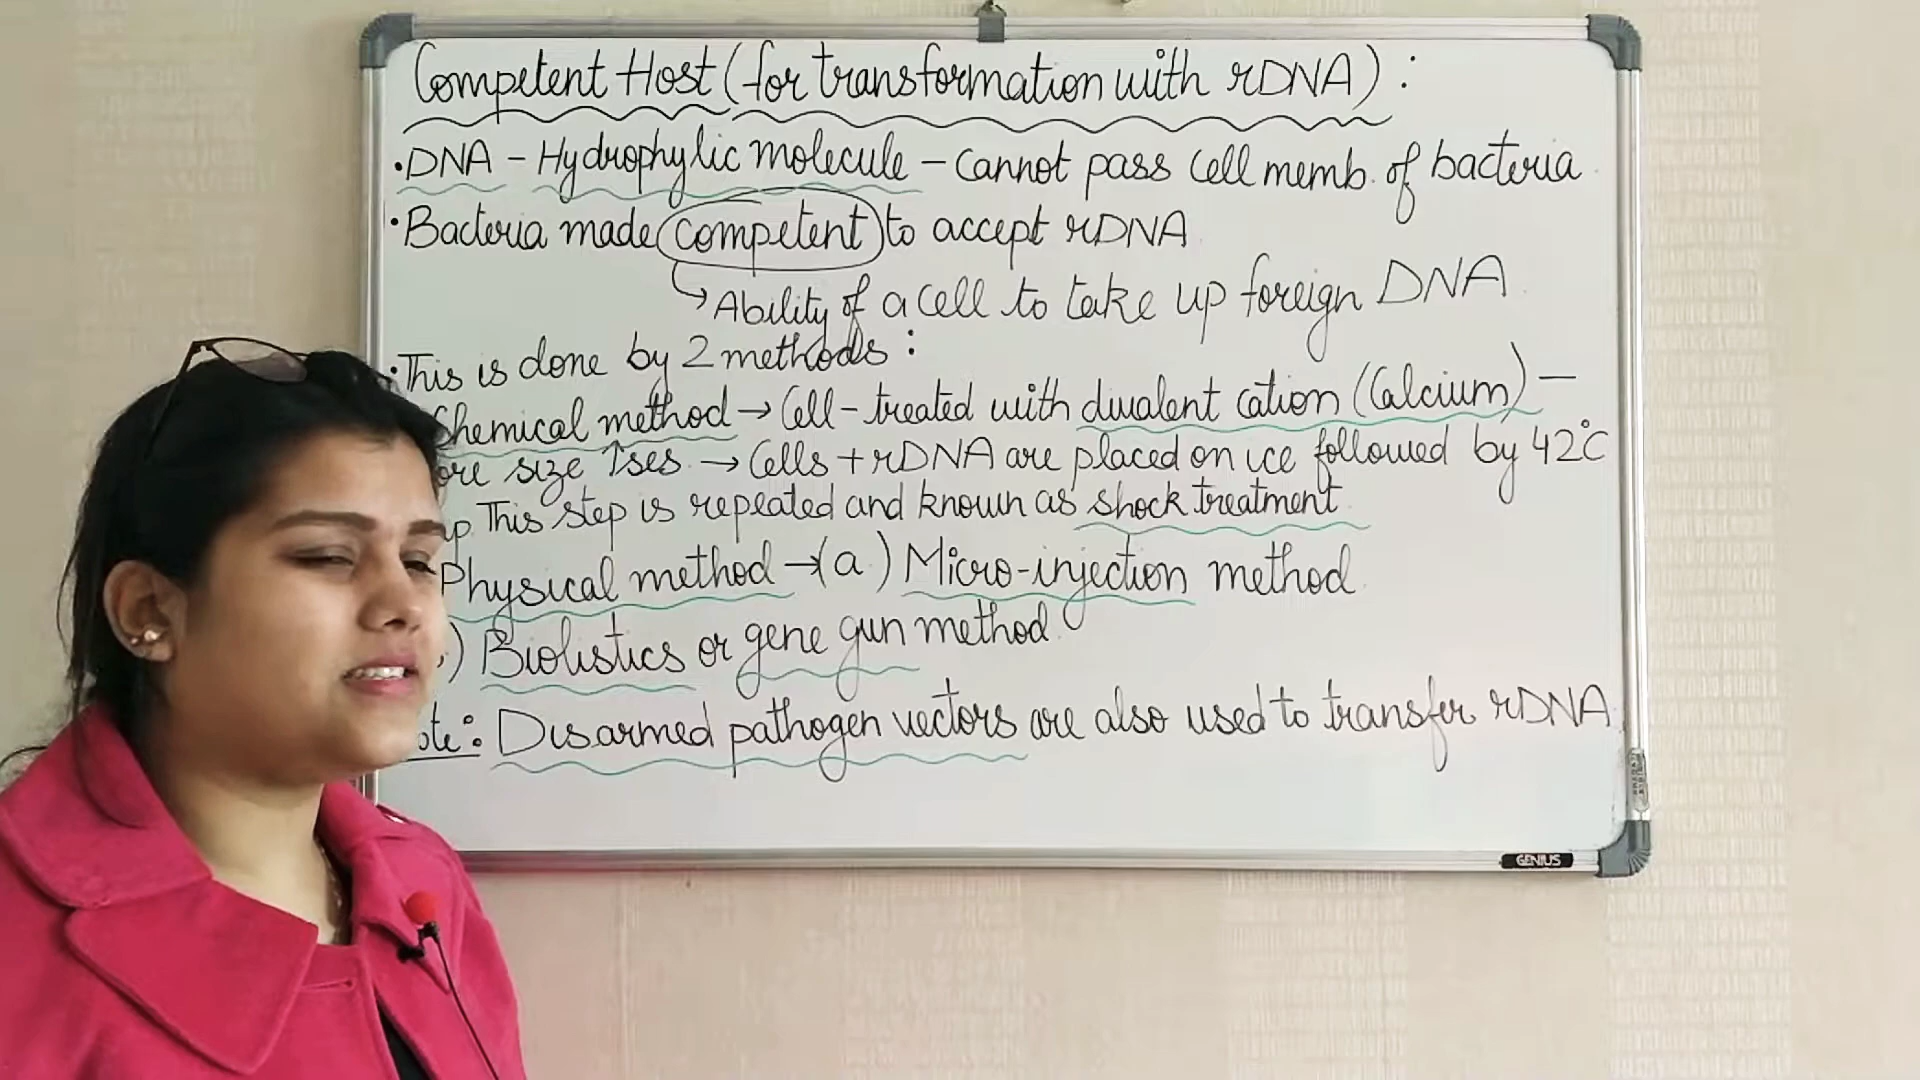 Competent Host (for transformation with rDNA) :
• DNA - Hydrophylic molecule - Cannot pass cell memb. of bacteria
• Bacteria made competent to accept rDNA
↳ Ability of a cell to take up foreign DNA
• This is done by 2 methods :
Chemical method → Cell - treated with divalent cation (Calcium) -
ore size ↑ses → Cells + rDNA are placed on ice followed by 42°C
This step is repeated and known as shock treatment
Physical method → (a.) Micro-injection method
) Biolistics or gene gun method
ote : Disarmed pathogen vectors are also used to transfer rDNA
GENIUS